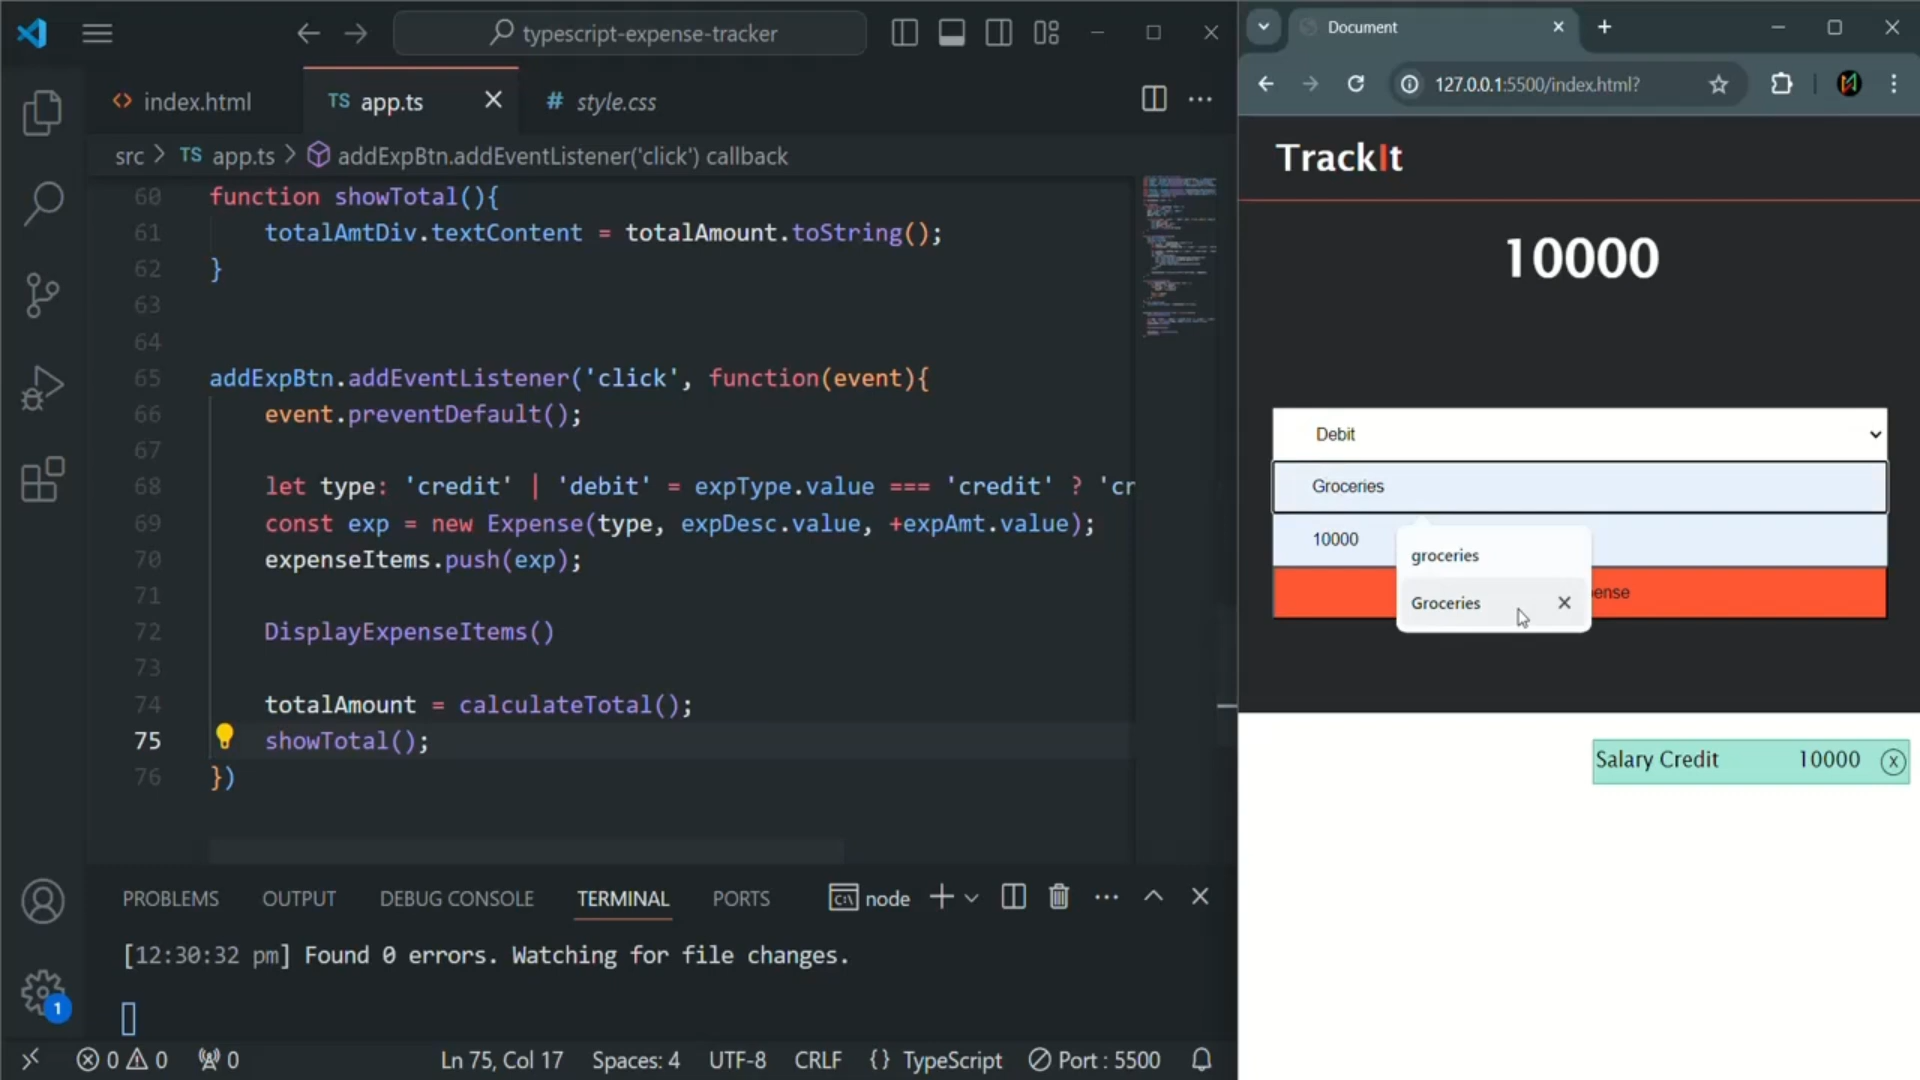 typescript-expense-tracker
index.html
TS app.ts
# style.css
src > TS app.ts > addExpBtn.addEventListener('click') callback
60 function showTotal(){
61 totalAmtDiv.textContent = totalAmount.toString();
62 }
63
64
65 addExpBtn.addEventListener('click', function(event){
66 event.preventDefault();
67
68 let type: 'credit' | 'debit' = expType.value === 'credit' ? 'cr
69 const exp = new Expense(type, expDesc.value, +expAmt.value);
70 expenseItems.push(exp);
71
72 DisplayExpenseItems()
73
74 totalAmount = calculateTotal();
75 showTotal();
76 })
PROBLEMS OUTPUT DEBUG CONSOLE TERMINAL PORTS node
[12:30:32 pm] Found 0 errors. Watching for file changes.
1
0 0 0 Ln 75, Col 17 Spaces: 4 UTF-8 CRLF {} TypeScript Port : 5500
Document
127.0.0.1:5500/index.html?
TrackIt
10000
Debit
Groceries
10000
groceries
Groceries
ense
Salary Credit 10000 X